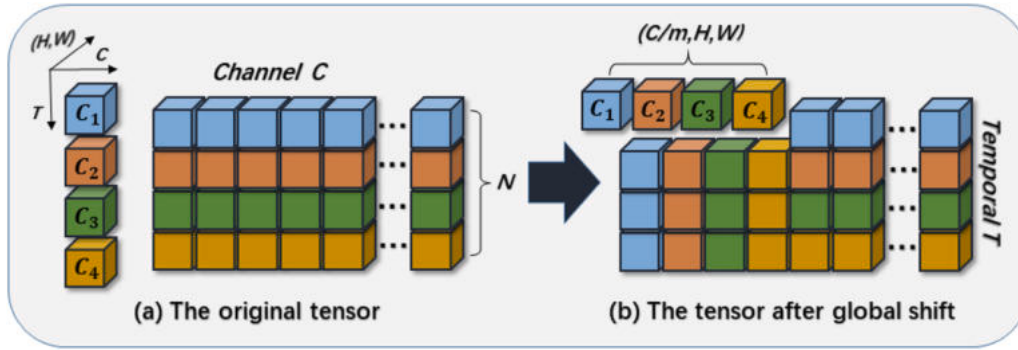 (H,W)
C
T
C1
C2
C3
C4
Channel C
...
...
...
...
N
(a) The original tensor
(C/m,H,W)
C1 C2 C3 C4
...
...
...
...
Temporal T
(b) The tensor after global shift